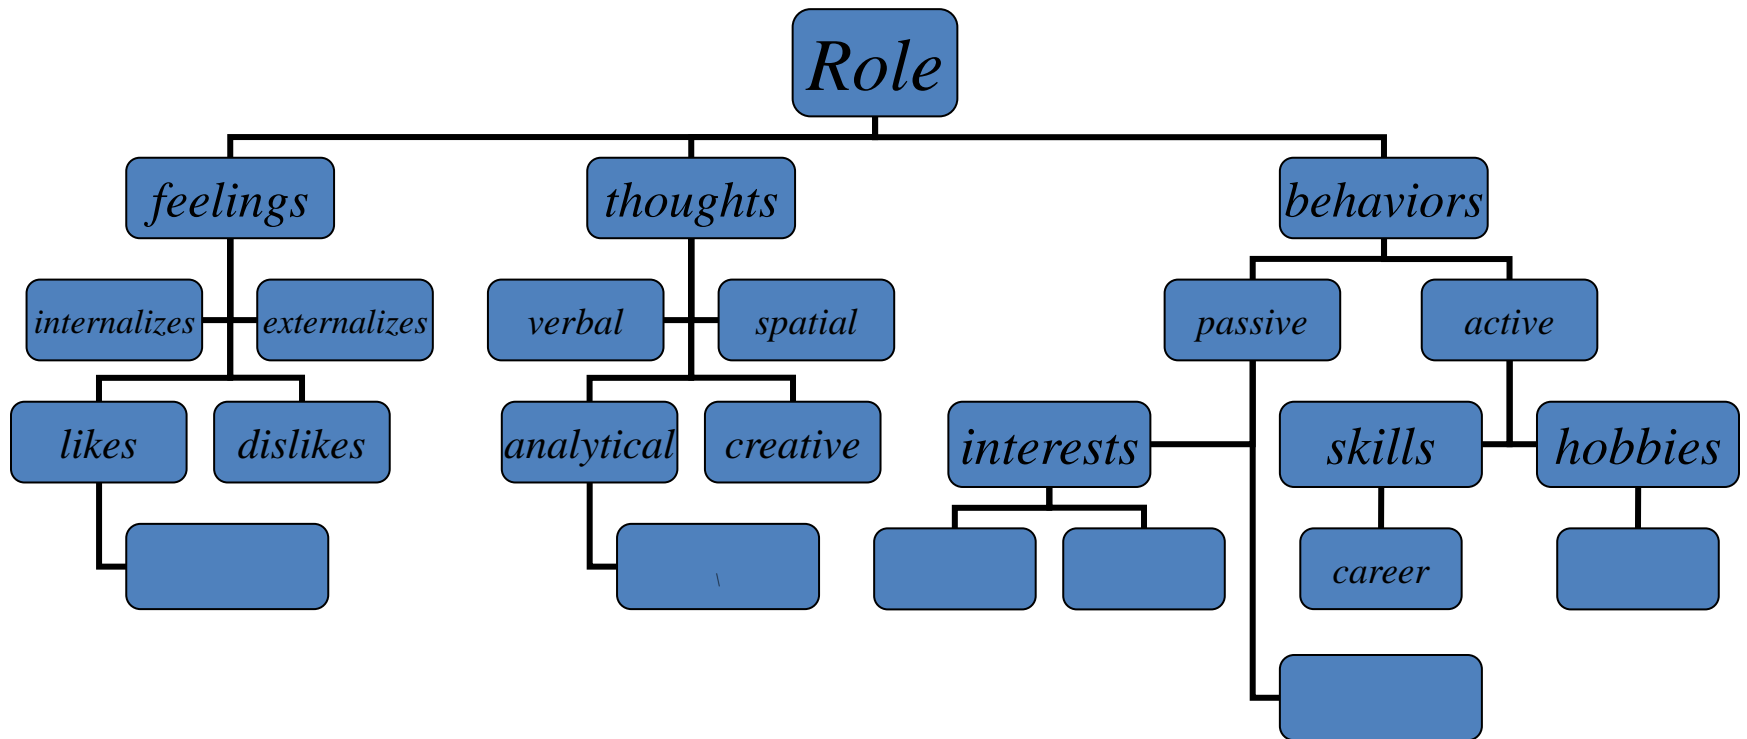 Role
feelings
thoughts
behaviors
internalizes
externalizes
verbal
spatial
passive
active
likes
dislikes
analytical
creative
interests
skills
hobbies
\
career